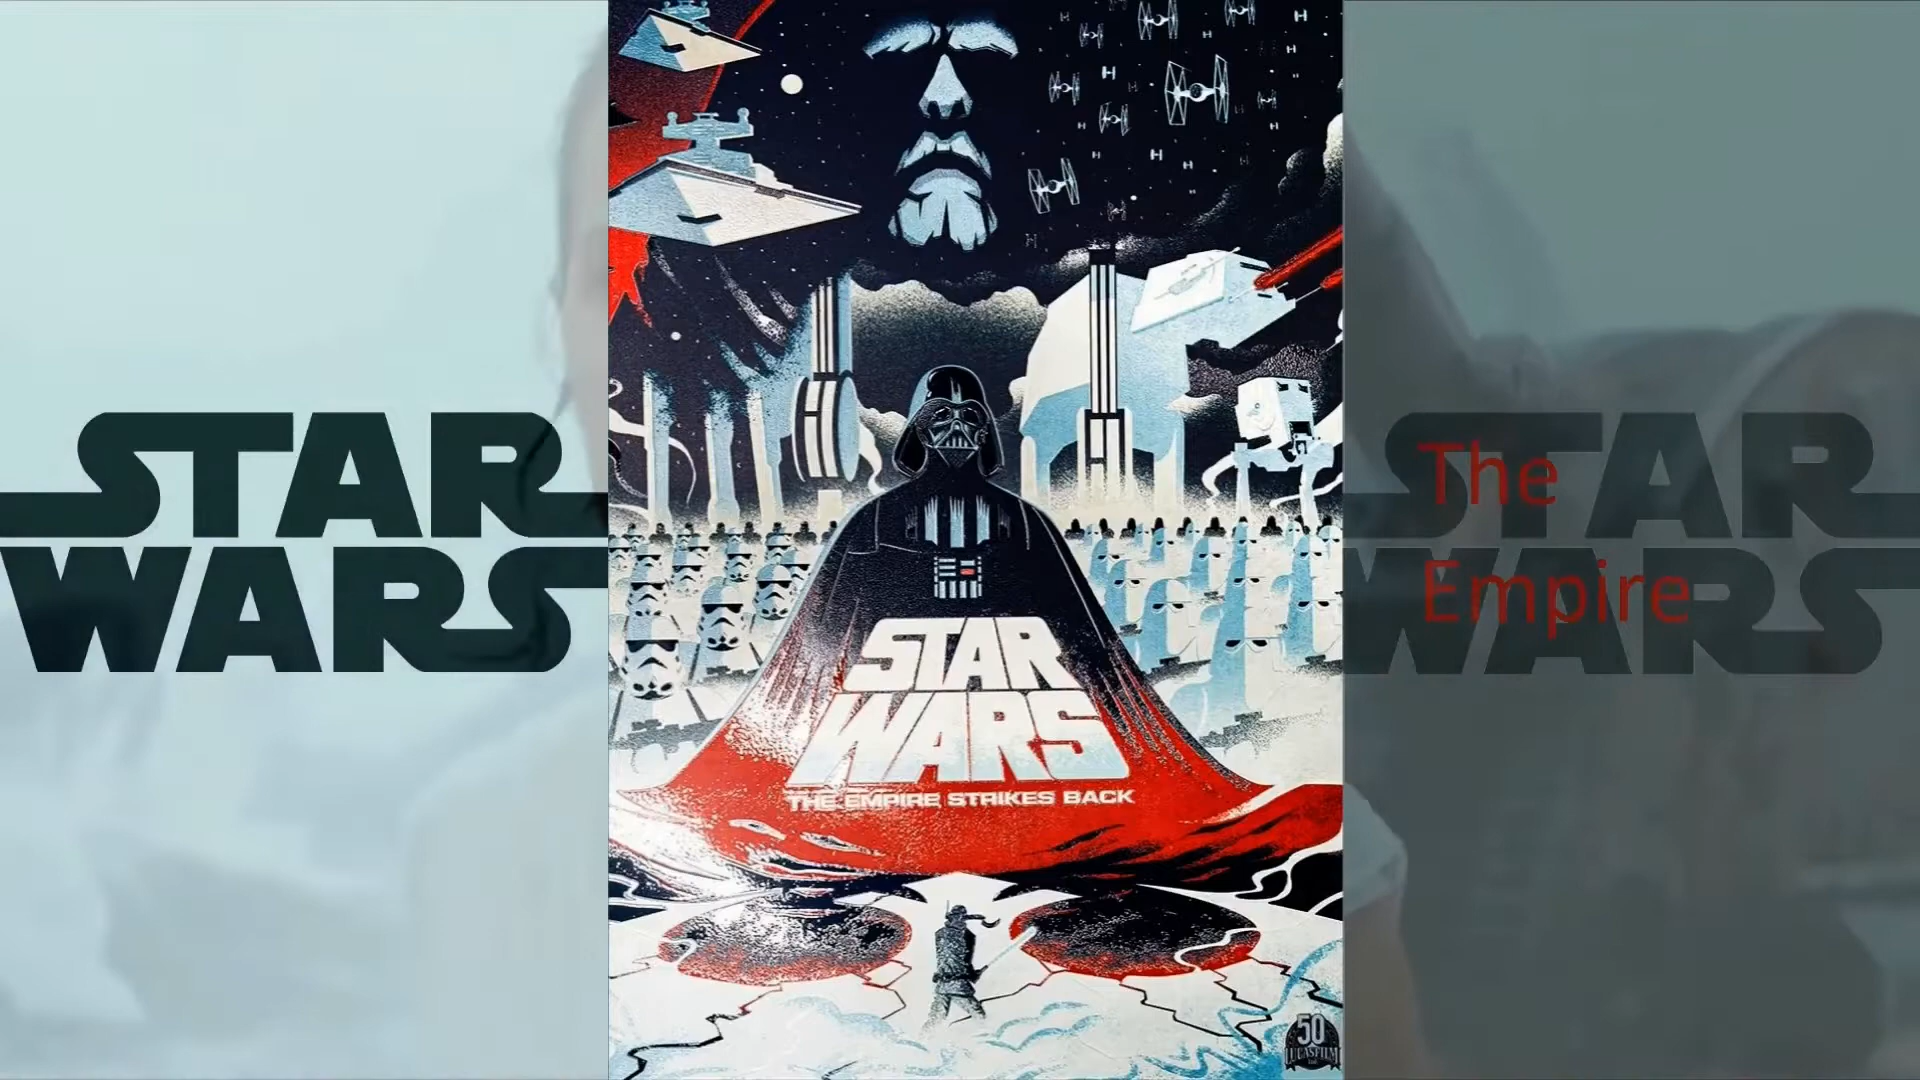 STAR
WARS
STAR
WARS
THE EMPIRE STRIKES BACK
50
LUCASFILM
STAR
WARS
The
Empire